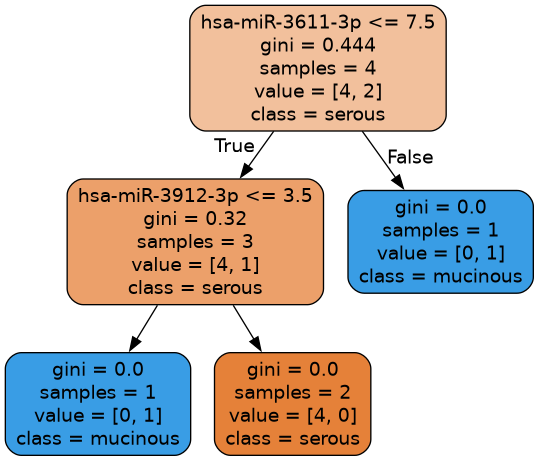 hsa-miR-3611-3p <= 7.5
gini = 0.444
samples = 4
value = [4, 2]
class = serous
True
False
hsa-miR-3912-3p <= 3.5
gini = 0.32
samples = 3
value = [4, 1]
class = serous
gini = 0.0
samples = 1
value = [0, 1]
class = mucinous
gini = 0.0
samples = 1
value = [0, 1]
class = mucinous
gini = 0.0
samples = 2
value = [4, 0]
class = serous